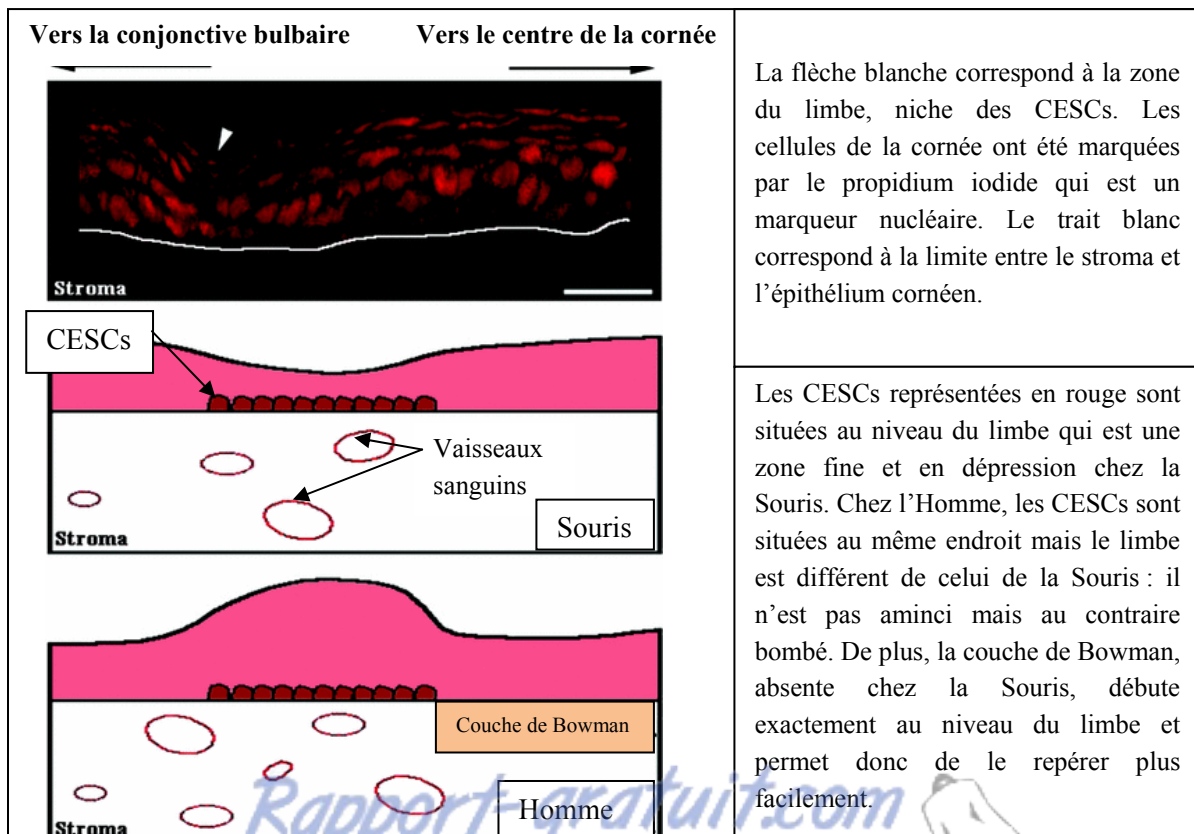 Vers la conjonctive bulbaire
Vers le centre de la cornée
Stroma
La flèche blanche correspond à la zone
du limbe, niche des CESCs. Les
cellules de la cornée ont été marquées
par le propidium iodide qui est un
marqueur nucléaire. Le trait blanc
correspond à la limite entre le stroma et
l’épithélium cornéen.
CESCs
Vaisseaux
sanguins
Souris
Stroma
Les CESCs représentées en rouge sont
situées au niveau du limbe qui est une
zone fine et en dépression chez la
Souris. Chez l’Homme, les CESCs sont
situées au même endroit mais le limbe
est différent de celui de la Souris : il
n’est pas aminci mais au contraire
bombé. De plus, la couche de Bowman,
absente chez la Souris, débute
exactement au niveau du limbe et
permet donc de le repérer plus
facilement.
Couche de Bowman
Homme
Stroma
Rapport-gratuit.com